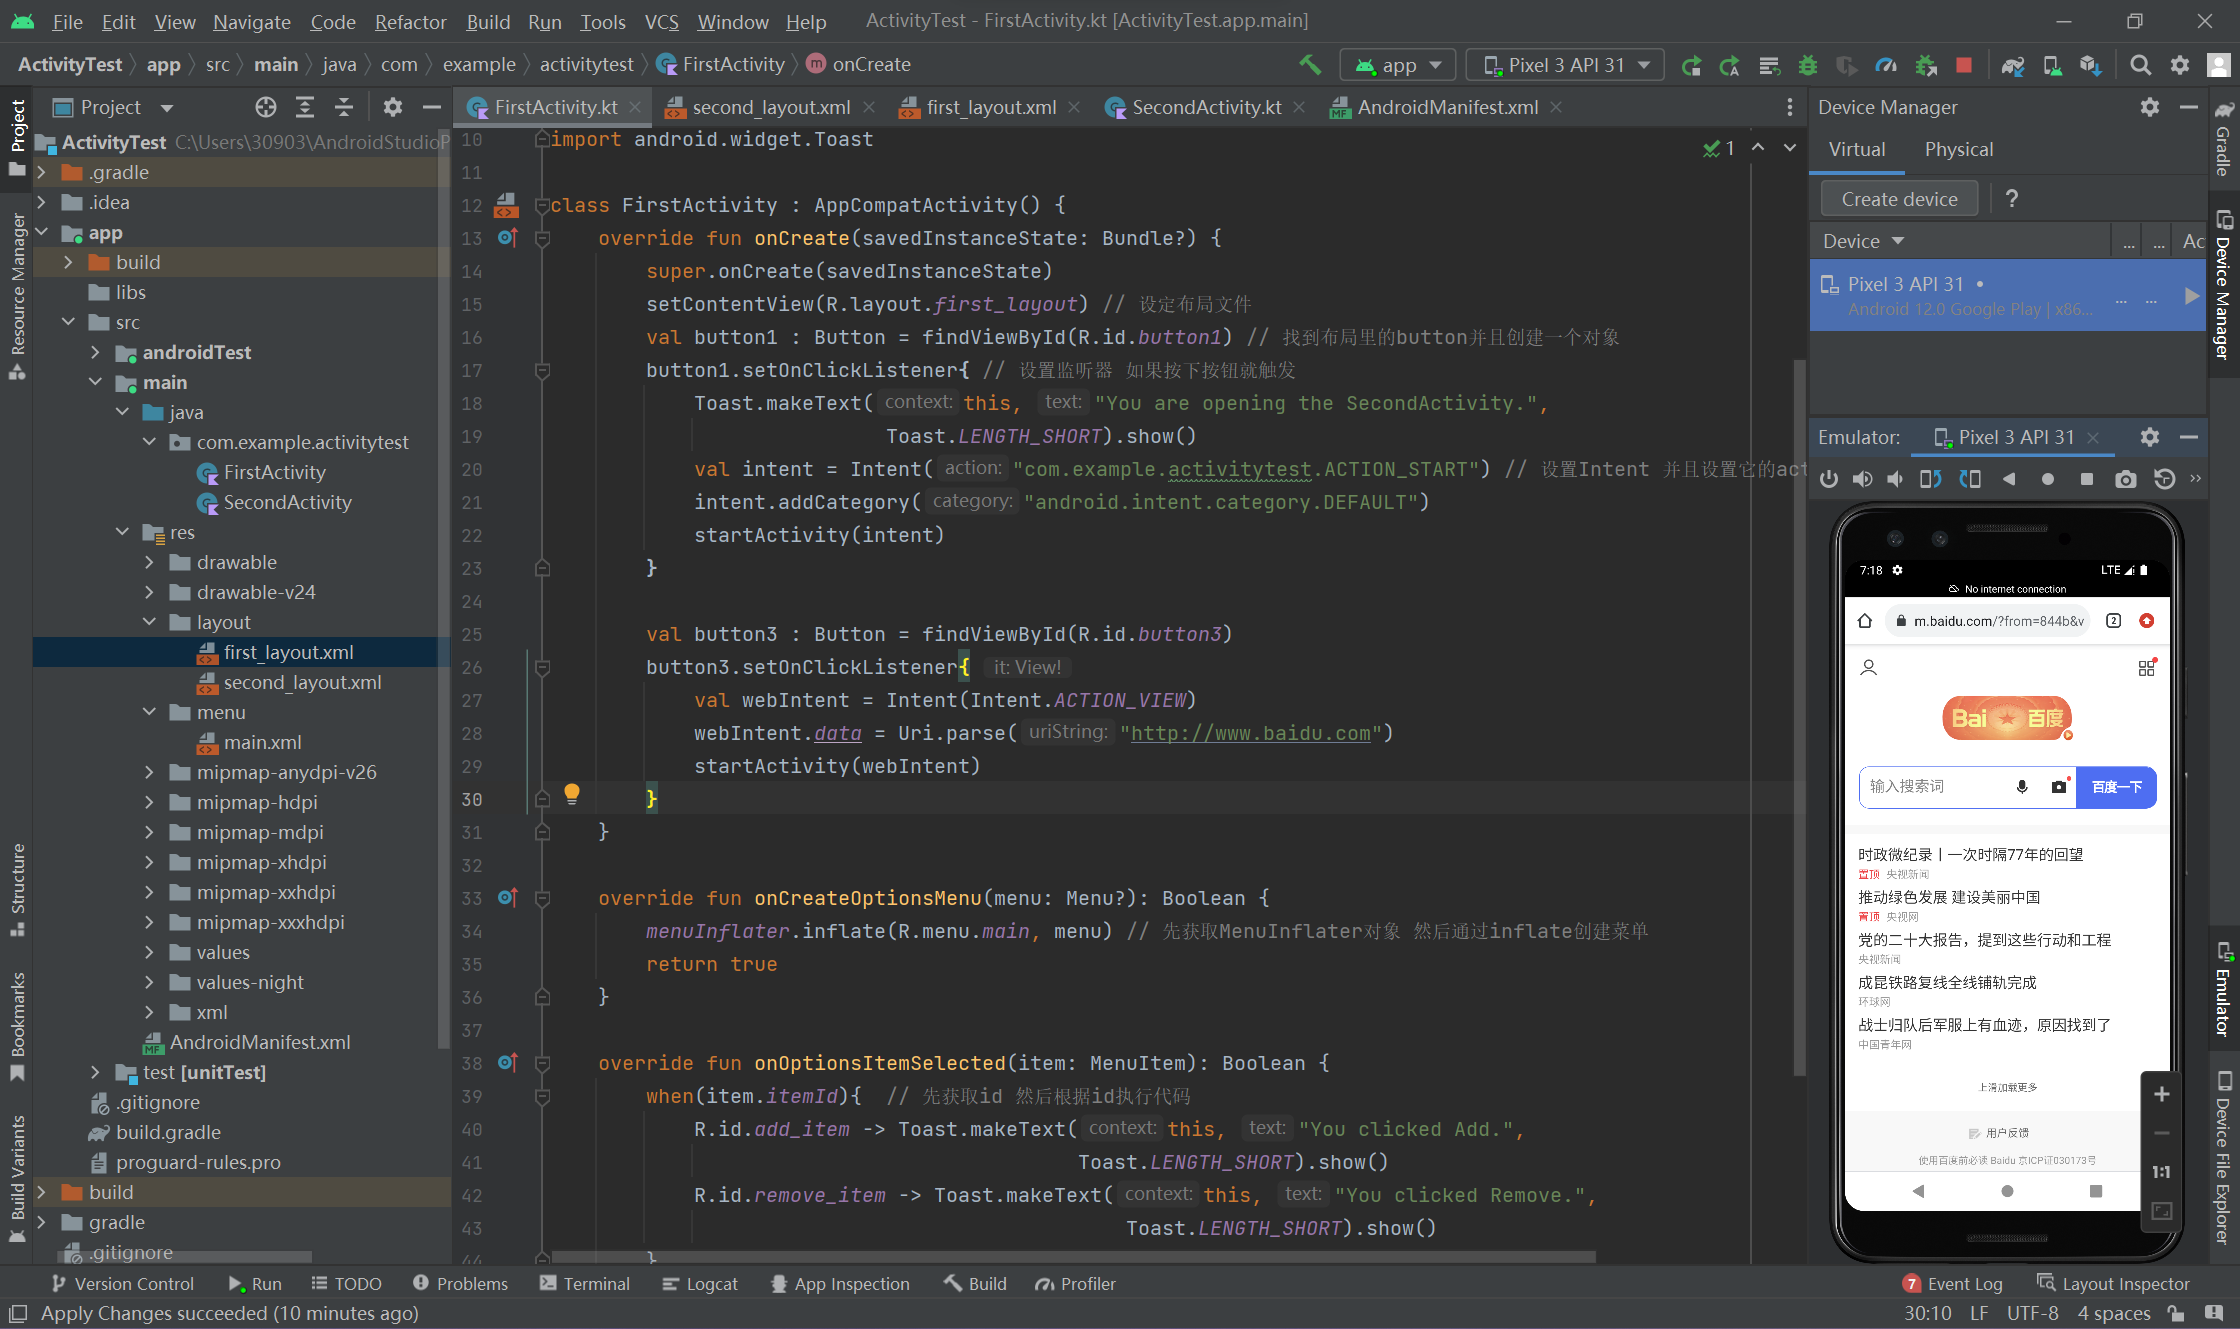 File Edit View Navigate Code Refactor Build Run Tools VCS Window Help ActivityTest - FirstActivity.kt [ActivityTest.app.main]
ActivityTest app src main java com example activitytest FirstActivity onCreate
app Pixel 3 API 31
Project
FirstActivity.kt second_layout.xml first_layout.xml SecondActivity.kt AndroidManifest.xml
Project
Resource Manager
Structure
Bookmarks
Build Variants
ActivityTest C:\Users\30903\AndroidStudioP
.gradle
.idea
app
build
libs
src
androidTest
main
java
com.example.activitytest
FirstActivity
SecondActivity
res
drawable
drawable-v24
layout
first_layout.xml
second_layout.xml
menu
main.xml
mipmap-anydpi-v26
mipmap-hdpi
mipmap-mdpi
mipmap-xhdpi
mipmap-xxhdpi
mipmap-xxxhdpi
values
values-night
xml
AndroidManifest.xml
test [unitTest]
.gitignore
build.gradle
proguard-rules.pro
build
gradle
.gitignore
1
10 import android.widget.Toast
11
12 class FirstActivity : AppCompatActivity() {
13 override fun onCreate(savedInstanceState: Bundle?) {
14 super.onCreate(savedInstanceState)
15 setContentView(R.layout.first_layout) // 设定布局文件
16 val button1 : Button = findViewById(R.id.button1) // 找到布局里的button并且创建一个对象
17 button1.setOnClickListener{ // 设置监听器 如果按下按钮就触发
18 Toast.makeText( context: this, text: "You are opening the SecondActivity.",
19 Toast.LENGTH_SHORT).show()
20 val intent = Intent( action: "com.example.activitytest.ACTION_START") // 设置Intent 并且设置它的act
21 intent.addCategory( category: "android.intent.category.DEFAULT")
22 startActivity(intent)
23 }
24
25 val button3 : Button = findViewById(R.id.button3)
26 button3.setOnClickListener{ it: View!
27 val webIntent = Intent(Intent.ACTION_VIEW)
28 webIntent.data = Uri.parse( uriString: "http://www.baidu.com")
29 startActivity(webIntent)
30 }
31 }
32
33 override fun onCreateOptionsMenu(menu: Menu?): Boolean {
34 menuInflater.inflate(R.menu.main, menu) // 先获取MenuInflater对象 然后通过inflate创建菜单
35 return true
36 }
37
38 override fun onOptionsItemSelected(item: MenuItem): Boolean {
39 when(item.itemId){ // 先获取id 然后根据id执行代码
40 R.id.add_item -> Toast.makeText( context: this, text: "You clicked Add.",
41 Toast.LENGTH_SHORT).show()
42 R.id.remove_item -> Toast.makeText( context: this, text: "You clicked Remove.",
43 Toast.LENGTH_SHORT).show()
44 }
Device Manager
Virtual Physical
Create device ?
Device ... ... Ac
Pixel 3 API 31
Android 12.0 Google Play | x86... ... ...
Emulator: Pixel 3 API 31
7:18 LTE
No internet connection
m.baidu.com/?from=844b&v 2
Bai 百度
输入搜索词 百度一下
时政微纪录丨一次时隔77年的回望
置顶 央视新闻
推动绿色发展 建设美丽中国
置顶 央视网
党的二十大报告，提到这些行动和工程
央视新闻
成昆铁路复线全线铺轨完成
环球网
战士归队后军服上有血迹，原因找到了
中国青年网
上滑加载更多
用户反馈
使用百度前必读 Baidu 京ICP证030173号
1:1
Gradle
Device Manager
Emulator
Device File Explorer
Version Control Run TODO Problems Terminal Logcat App Inspection Build Profiler 7 Event Log Layout Inspector
Apply Changes succeeded (10 minutes ago) 30:10 LF UTF-8 4 spaces